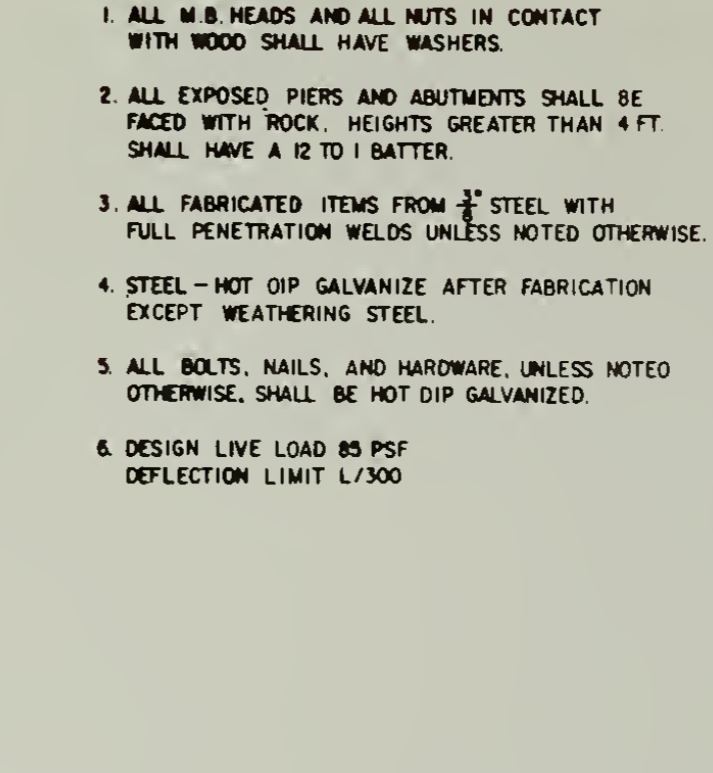 1. ALL M.B. HEADS AND ALL NUTS IN CONTACT
WITH WOOD SHALL HAVE WASHERS.
2. ALL EXPOSED PIERS AND ABUTMENTS SHALL BE
FACED WITH ROCK. HEIGHTS GREATER THAN 4 FT.
SHALL HAVE A 12 TO 1 BATTER.
3. ALL FABRICATED ITEMS FROM 3/8" STEEL WITH
FULL PENETRATION WELDS UNLESS NOTED OTHERWISE.
4. STEEL - HOT DIP GALVANIZE AFTER FABRICATION
EXCEPT WEATHERING STEEL.
5. ALL BOLTS, NAILS, AND HARDWARE, UNLESS NOTED
OTHERWISE, SHALL BE HOT DIP GALVANIZED.
6. DESIGN LIVE LOAD 85 PSF
DEFLECTION LIMIT L/300